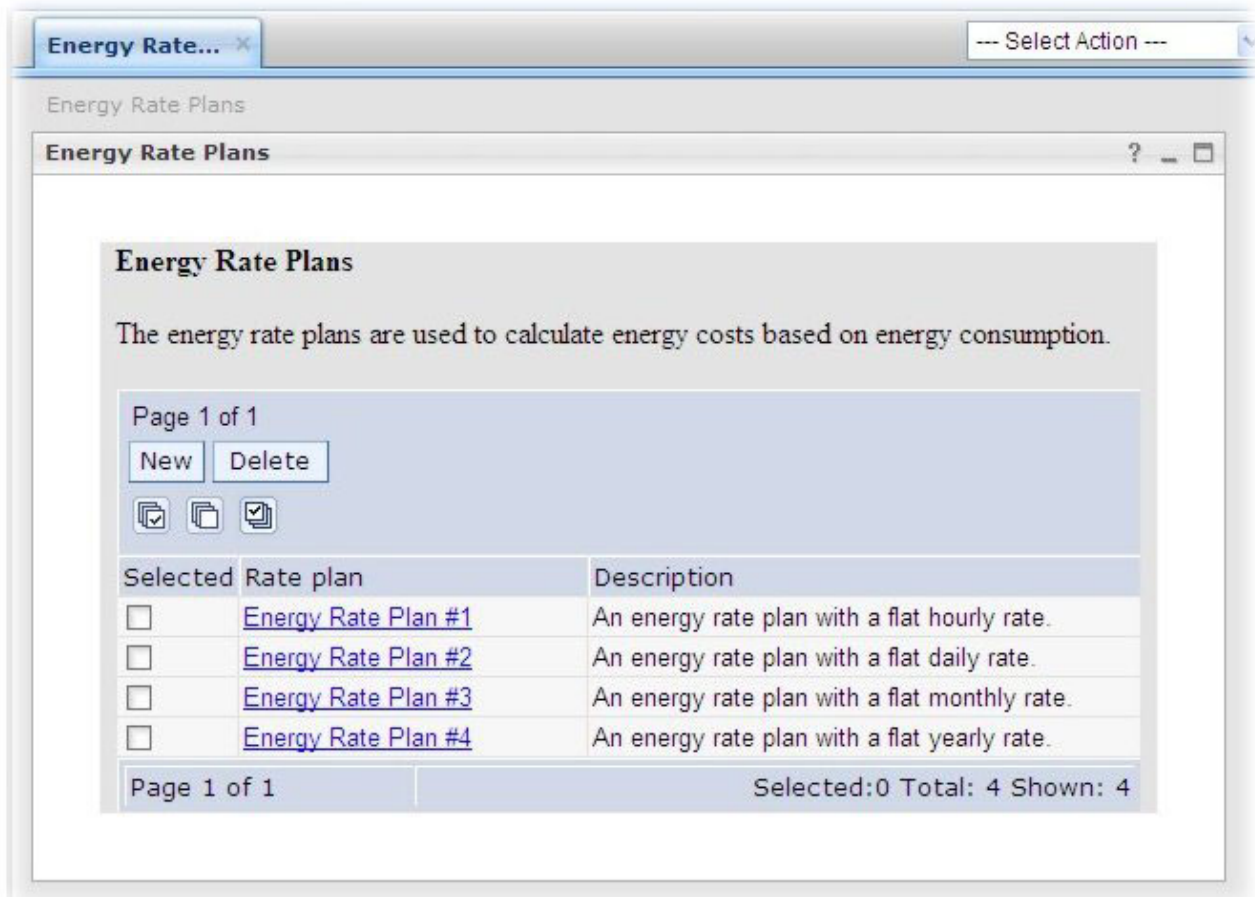 Energy Rate... ×
--- Select Action ---
Energy Rate Plans
Energy Rate Plans
?
Energy Rate Plans
The energy rate plans are used to calculate energy costs based on energy consumption.
Page 1 of 1
New Delete
Selected Rate plan Description
Energy Rate Plan #1 An energy rate plan with a flat hourly rate.
Energy Rate Plan #2 An energy rate plan with a flat daily rate.
Energy Rate Plan #3 An energy rate plan with a flat monthly rate.
Energy Rate Plan #4 An energy rate plan with a flat yearly rate.
Page 1 of 1 Selected:0 Total: 4 Shown: 4